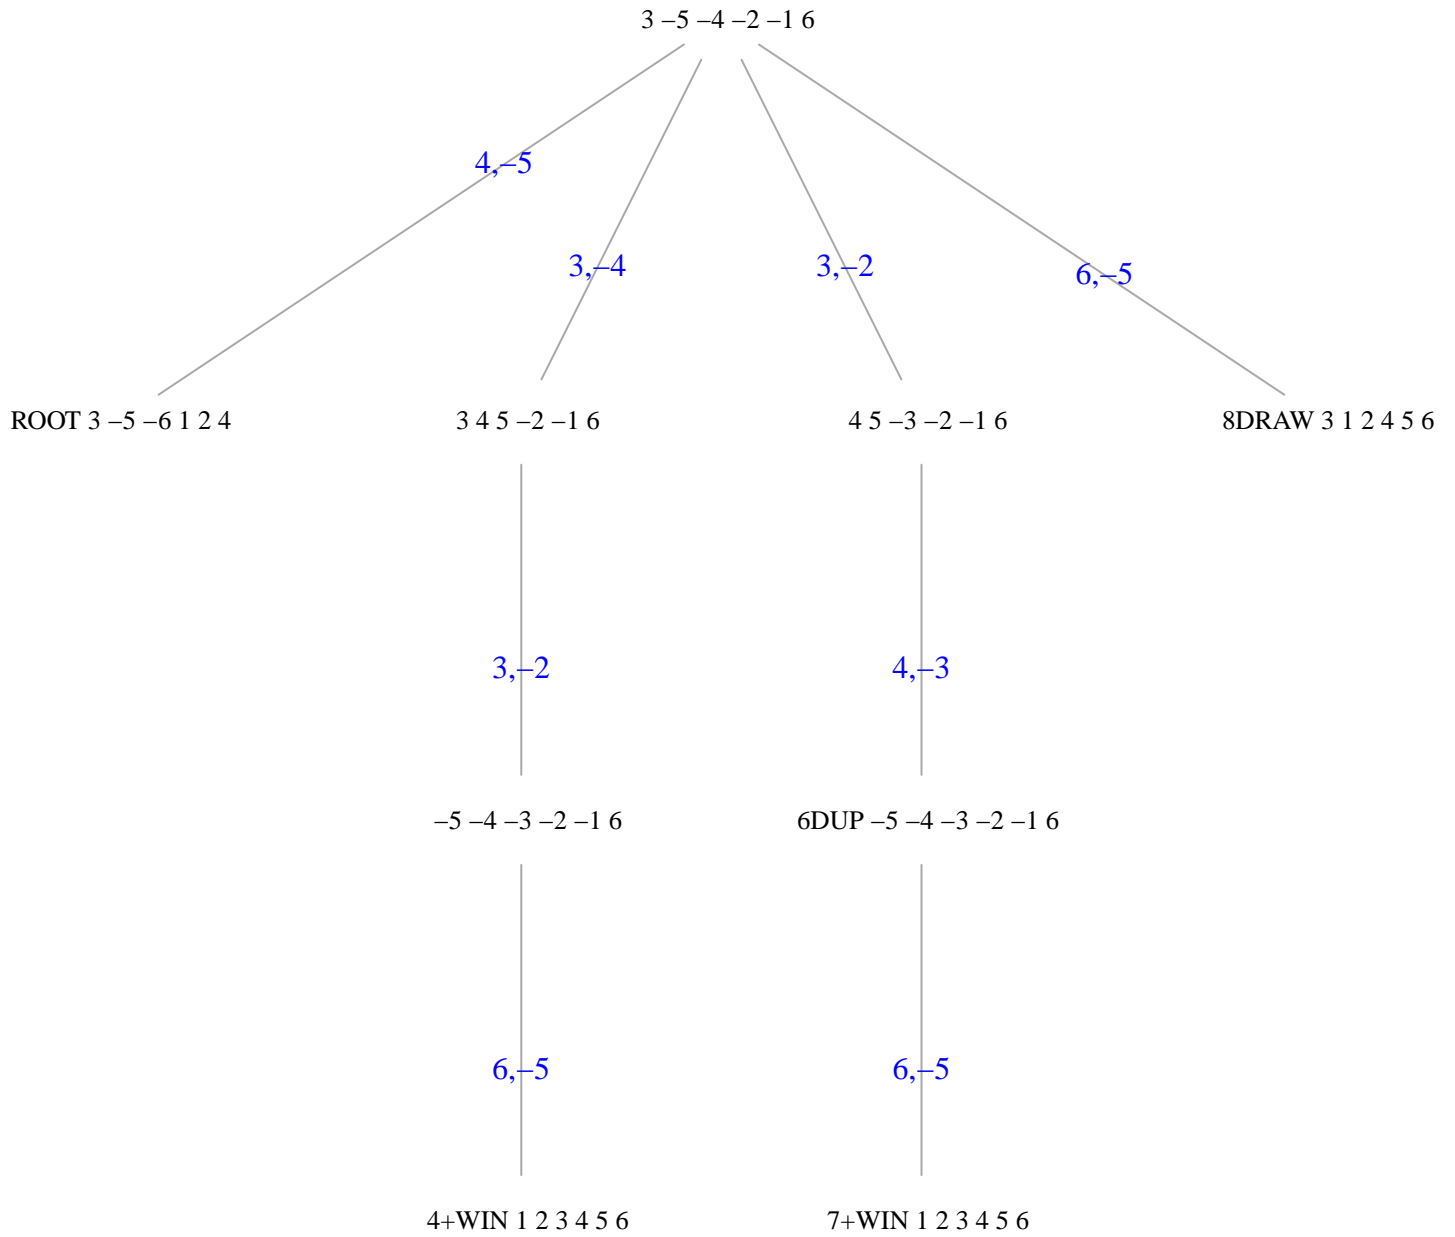 3 –5 –4 –2 –1 6
4,–5
3,–4
3,–2
6,–5
ROOT 3 –5 –6 1 2 4
3 4 5 –2 –1 6
4 5 –3 –2 –1 6
8DRAW 3 1 2 4 5 6
3,–2
4,–3
–5 –4 –3 –2 –1 6
6DUP –5 –4 –3 –2 –1 6
6,–5
6,–5
4+WIN 1 2 3 4 5 6
7+WIN 1 2 3 4 5 6